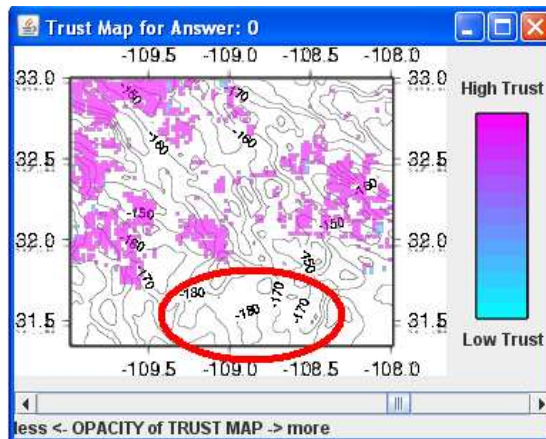 Trust Map for Answer: 0
-109.5 -109.0 -108.5 -108.0
High Trust
33.0 33.0
-150 -170
-160 -160
32.5 32.5
-150
-150
32.0 -160 32.0
-170
-180 -170
-180 -170
31.5 31.5
Low Trust
-109.5 -109.0 -108.5 -108.0
less <- OPACITY of TRUST MAP -> more